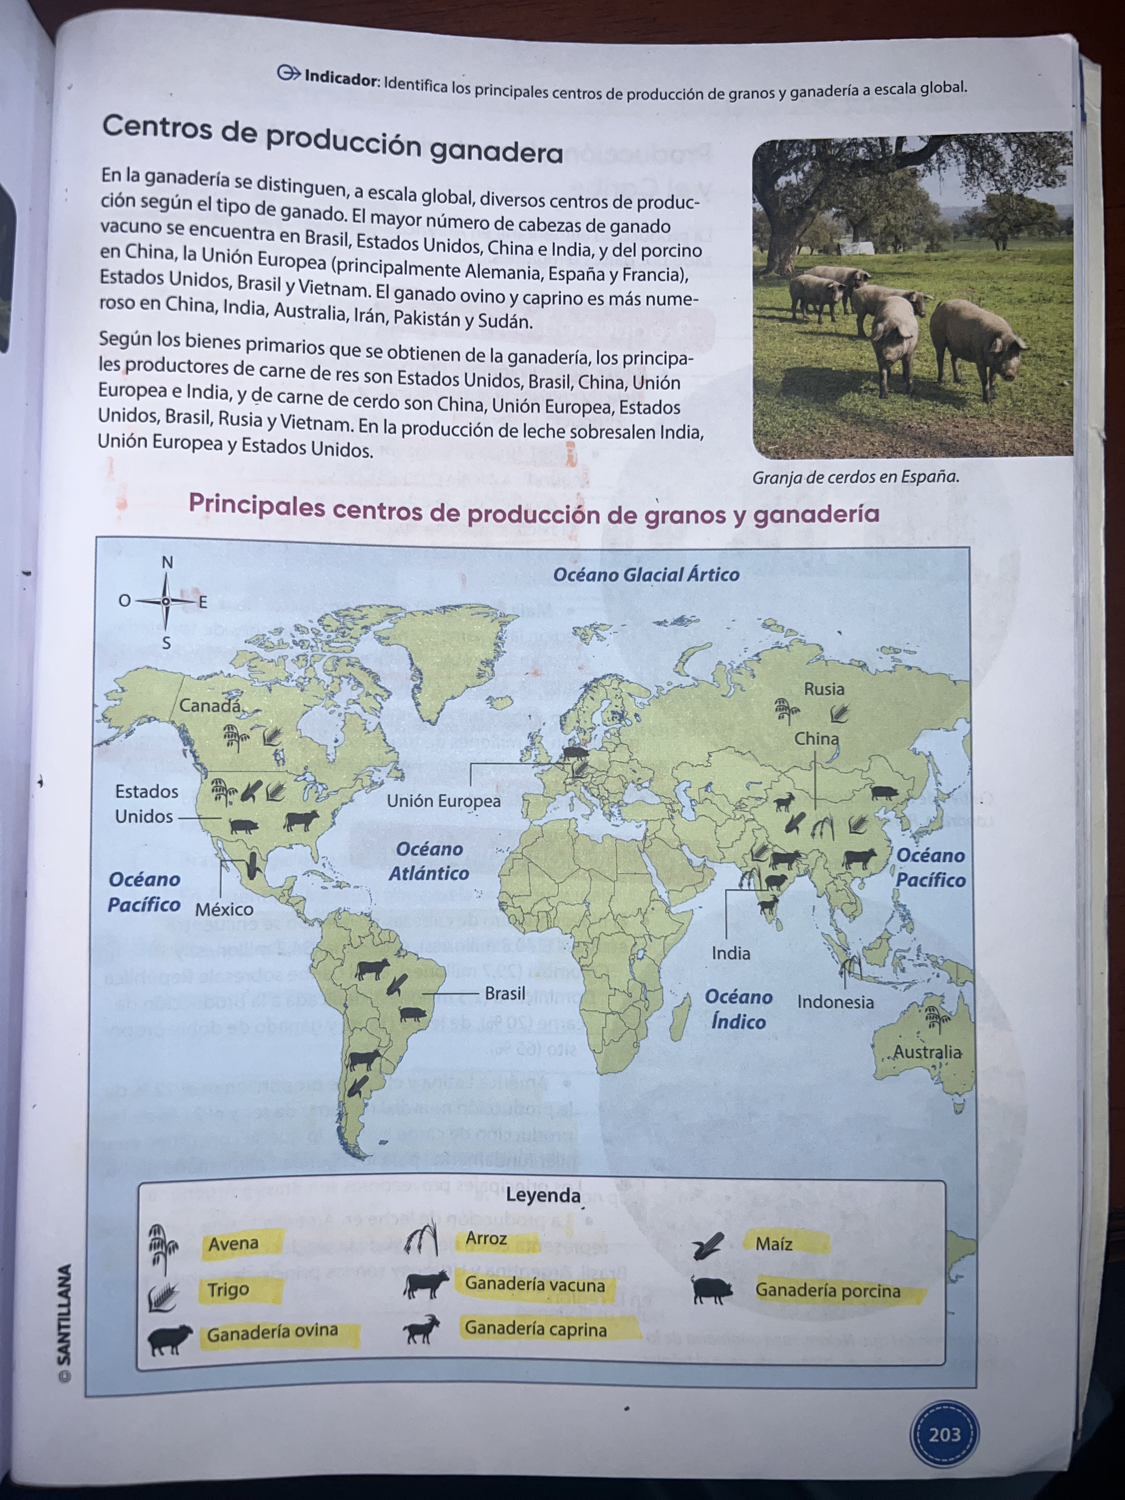 Indicador: Identifica los principales centros de producción de granos y ganadería a escala global.
Centros de producción ganadera
En la ganadería se distinguen, a escala global, diversos centros de produc-
ción según el tipo de ganado. El mayor número de cabezas de ganado
vacuno se encuentra en Brasil, Estados Unidos, China e India, y del porcino
en China, la Unión Europea (principalmente Alemania, España y Francia),
Estados Unidos, Brasil y Vietnam. El ganado ovino y caprino es más nume-
roso en China, India, Australia, Irán, Pakistán y Sudán.
Según los bienes primarios que se obtienen de la ganadería, los principa-
les productores de carne de res son Estados Unidos, Brasil, China, Unión
Europea e India, y de carne de cerdo son China, Unión Europea, Estados
Unidos, Brasil, Rusia y Vietnam. En la producción de leche sobresalen India,
Unión Europea y Estados Unidos.
Granja de cerdos en España.
Principales centros de producción de granos y ganadería
N
O
E
S
Océano Glacial Ártico
Canadá
Rusia
China
Estados
Unidos
Unión Europea
Océano
Atlántico
Océano
Pacífico
Océano
Pacífico
México
India
Brasil
Océano
Índico
Indonesia
Australia
Leyenda
Avena
Arroz
Maíz
Trigo
Ganadería vacuna
Ganadería porcina
Ganadería ovina
Ganadería caprina
© SANTILLANA
203